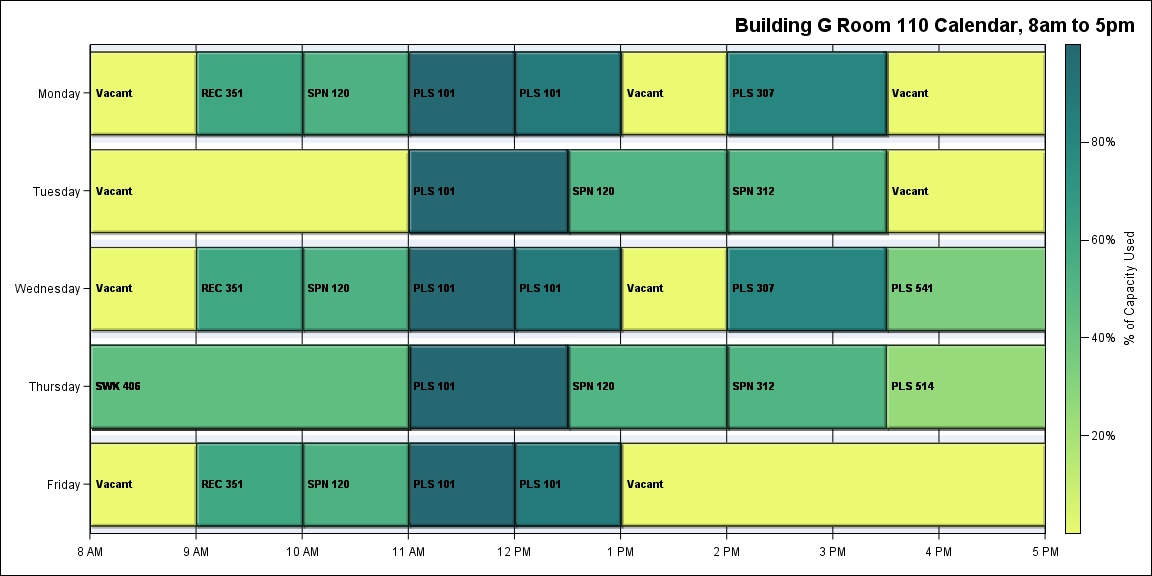 Building G Room 110 Calendar, 8am to 5pm
Monday
Vacant
REC 351
SPN 120
PLS 101
PLS 101
Vacant
PLS 307
Vacant
Tuesday
Vacant
PLS 101
SPN 120
SPN 312
Vacant
Wednesday
Vacant
REC 351
SPN 120
PLS 101
PLS 101
Vacant
PLS 307
PLS 541
Thursday
SWK 406
PLS 101
SPN 120
SPN 312
PLS 514
Friday
Vacant
REC 351
SPN 120
PLS 101
PLS 101
Vacant
8 AM
9 AM
10 AM
11 AM
12 PM
1 PM
2 PM
3 PM
4 PM
5 PM
80%
60%
40%
20%
% of Capacity Used